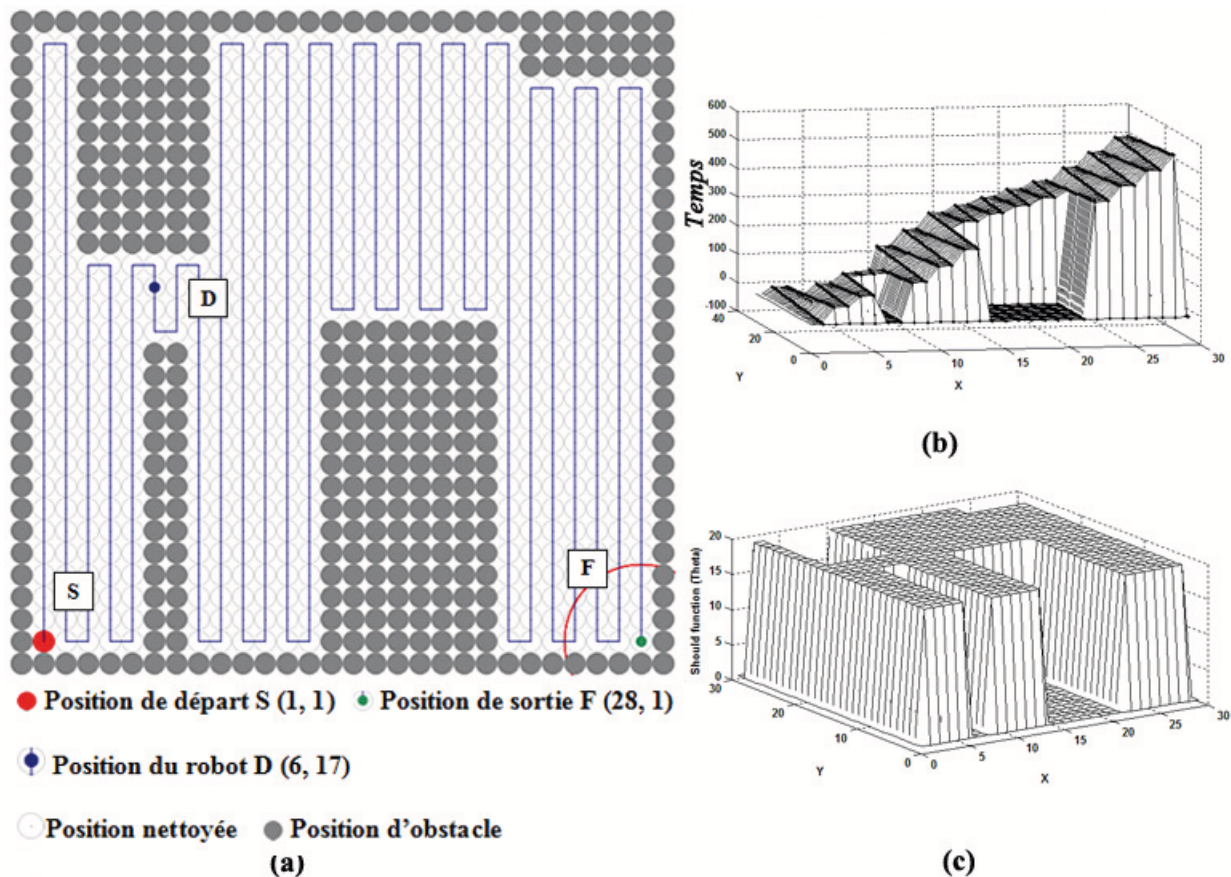 D
S
F
Position de départ S (1, 1) Position de sortie F (28, 1)
Position du robot D (6, 17)
Position nettoyée Position d'obstacle
(a)
600
500
400
300
200
100
0
-100
Temps
40
20
0
Y
0
5
10
15
20
25
30
X
(b)
20
15
10
5
0
Should function (Theta)
30
20
10
0
Y
0
5
10
15
20
25
30
X
(c)